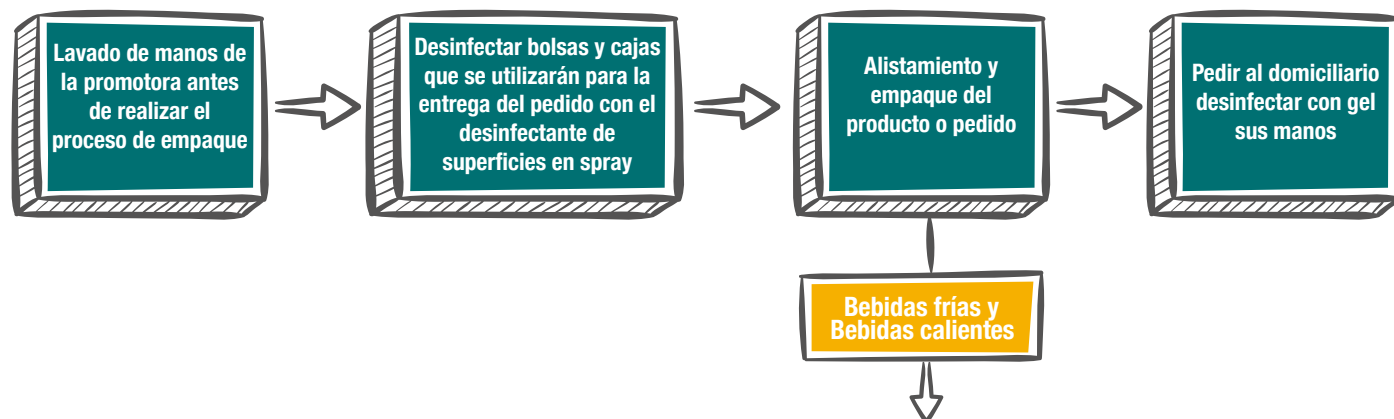 Lavado de manos de
la promotora antes
de realizar el
proceso de empaque
Desinfectar bolsas y cajas
que se utilizarán para la
entrega del pedido con el
desinfectante de
superficies en spray
Alistamiento y
empaque del
producto o pedido
Pedir al domiciliario
desinfectar con gel
sus manos
Bebidas frías y
Bebidas calientes